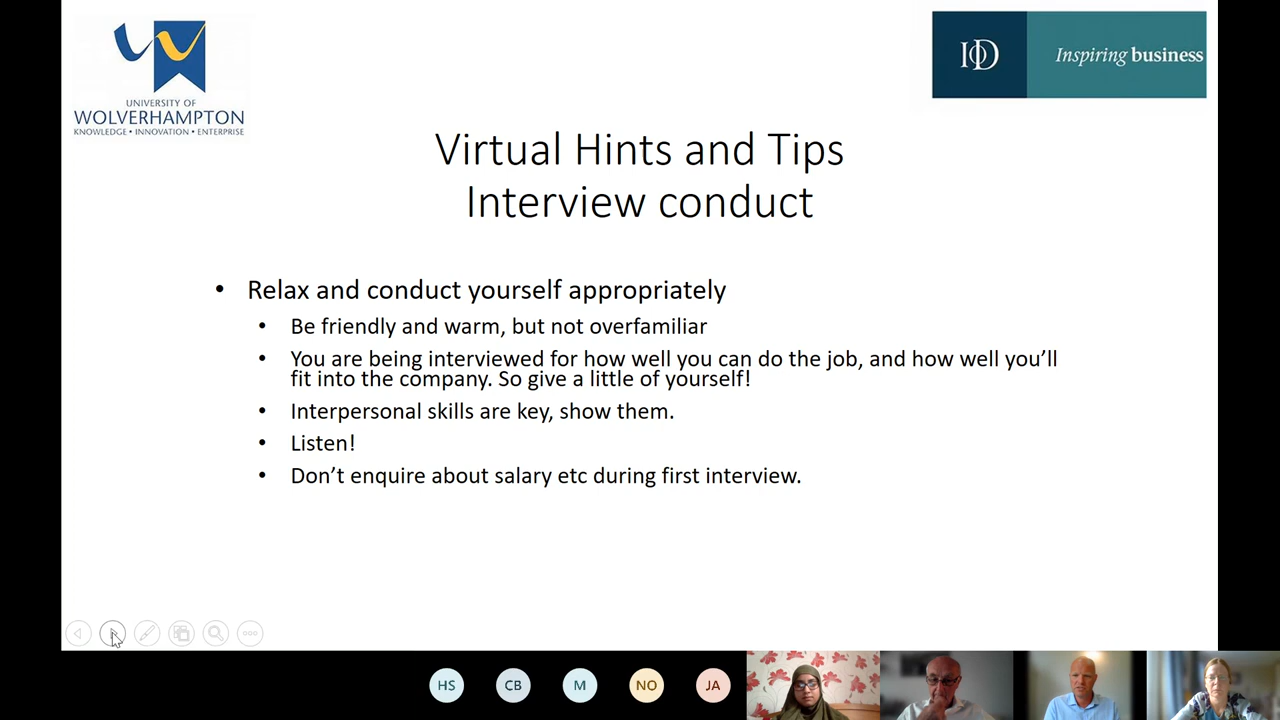 UNIVERSITY OF
WOLVERHAMPTON
KNOWLEDGE • INNOVATION • ENTERPRISE
IOD
Inspiring business
Virtual Hints and Tips
Interview conduct
• Relax and conduct yourself appropriately
• Be friendly and warm, but not overfamiliar
• You are being interviewed for how well you can do the job, and how well you’ll
fit into the company. So give a little of yourself!
• Interpersonal skills are key, show them.
• Listen!
• Don’t enquire about salary etc during first interview.
HS CB M NO JA